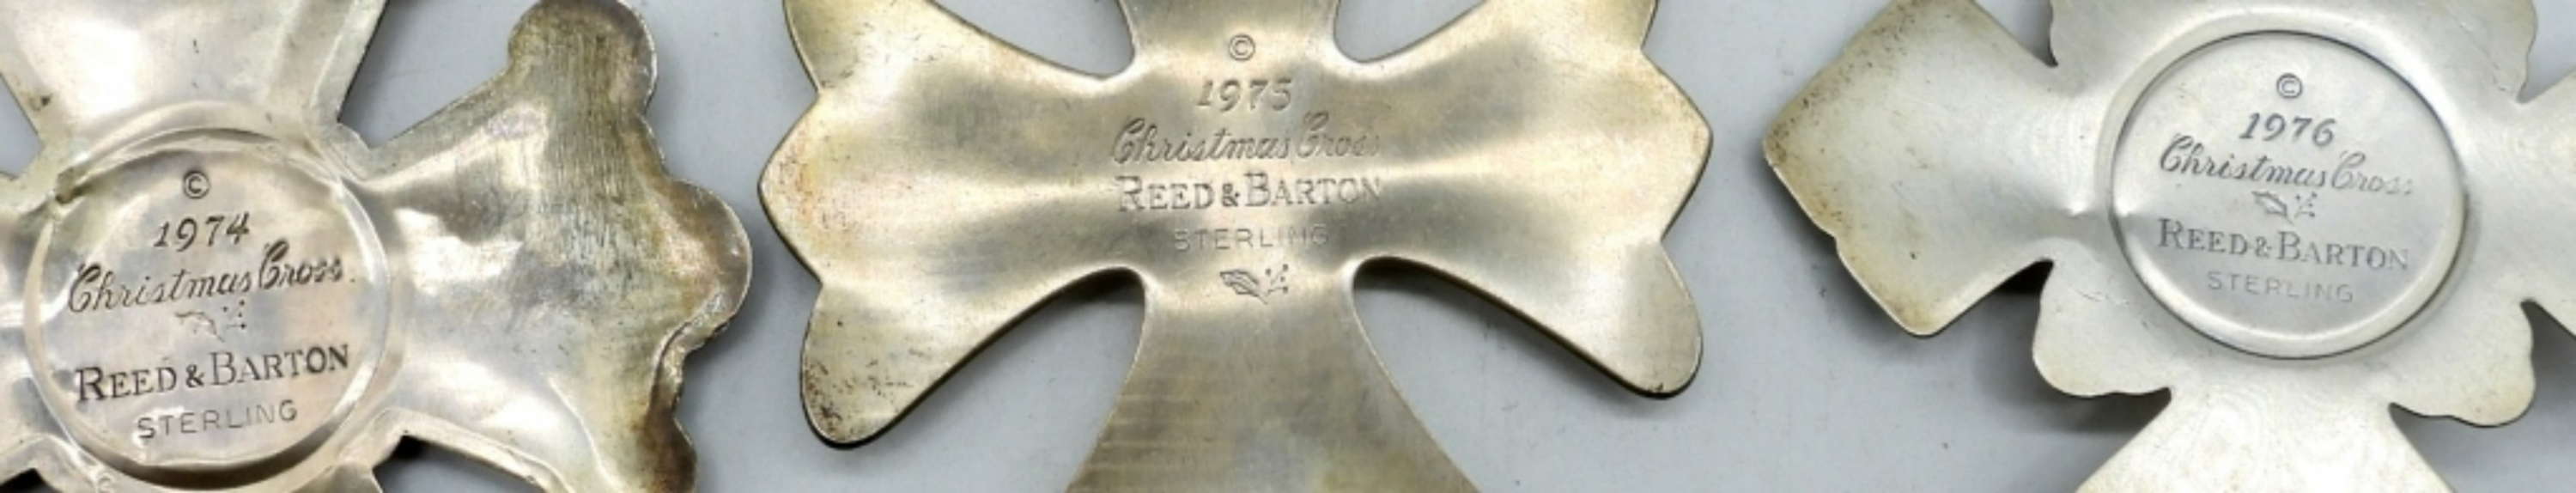 ©
1974
Christmas Cross
REED & BARTON
STERLING
©
1975
Christmas Cross
REED & BARTON
STERLING
©
1976
Christmas Cross
REED & BARTON
STERLING